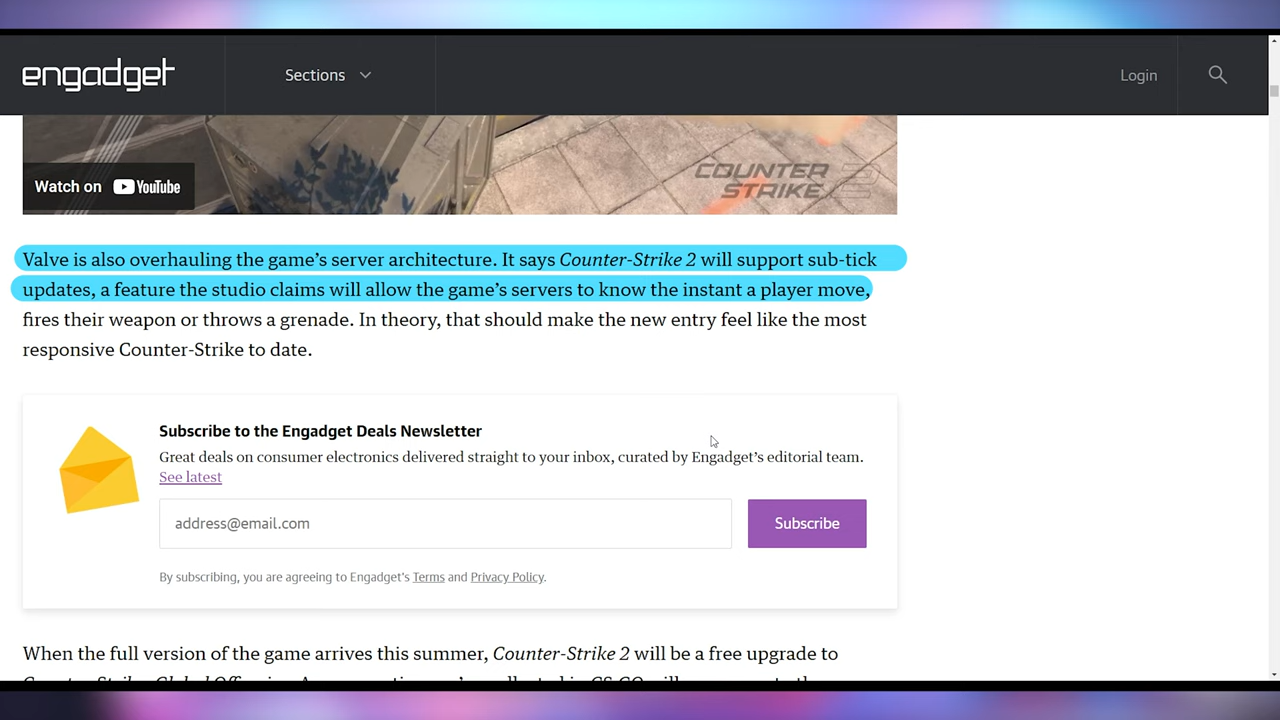 engadget
Sections
Login
Watch on YouTube
COUNTER
STRIKE 2
Valve is also overhauling the game's server architecture. It says Counter-Strike 2 will support sub-tick
updates, a feature the studio claims will allow the game's servers to know the instant a player move,
fires their weapon or throws a grenade. In theory, that should make the new entry feel like the most
responsive Counter-Strike to date.
Subscribe to the Engadget Deals Newsletter
Great deals on consumer electronics delivered straight to your inbox, curated by Engadget's editorial team.
See latest
address@email.com
Subscribe
By subscribing, you are agreeing to Engadget's Terms and Privacy Policy.
When the full version of the game arrives this summer, Counter-Strike 2 will be a free upgrade to